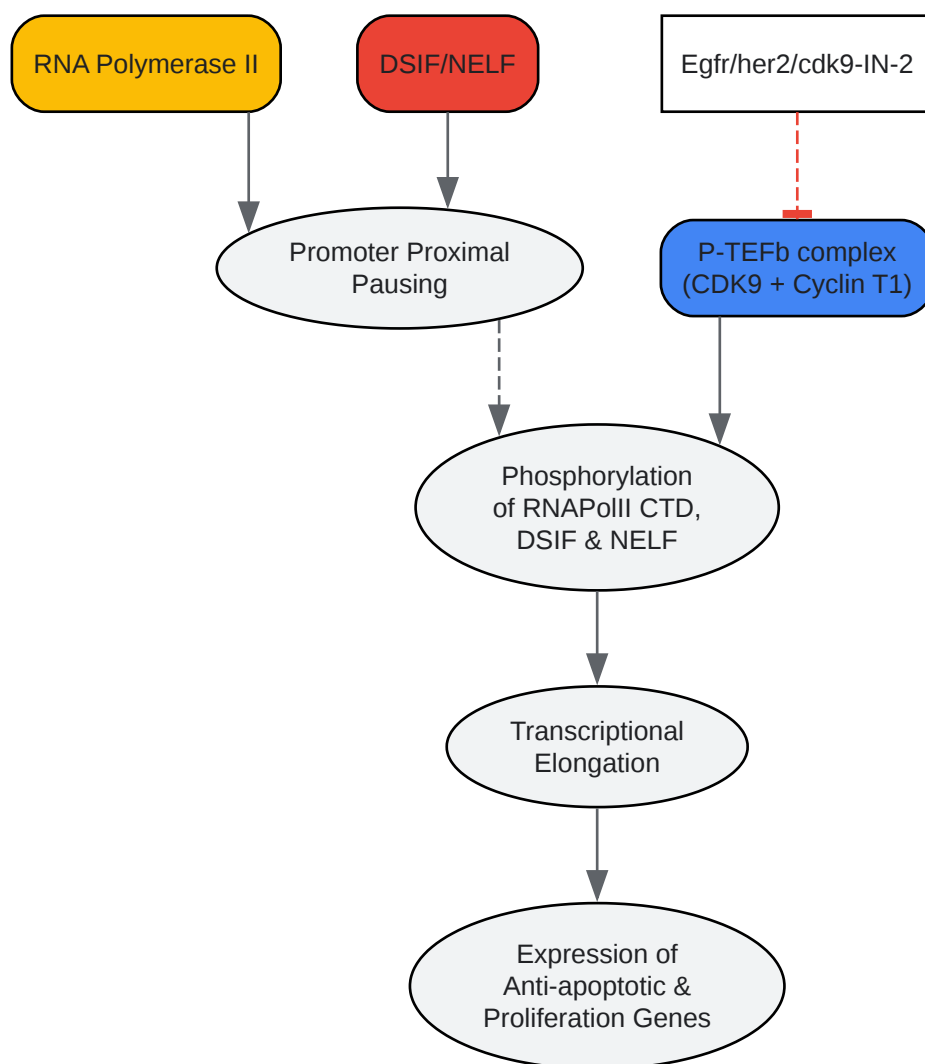 RNA Polymerase II
DSIF/NELF
Egfr/her2/cdk9-IN-2
Promoter Proximal
Pausing
P-TEFb complex
(CDK9 + Cyclin T1)
Phosphorylation
of RNAPolII CTD,
DSIF & NELF
Transcriptional
Elongation
Expression of
Anti-apoptotic &
Proliferation Genes